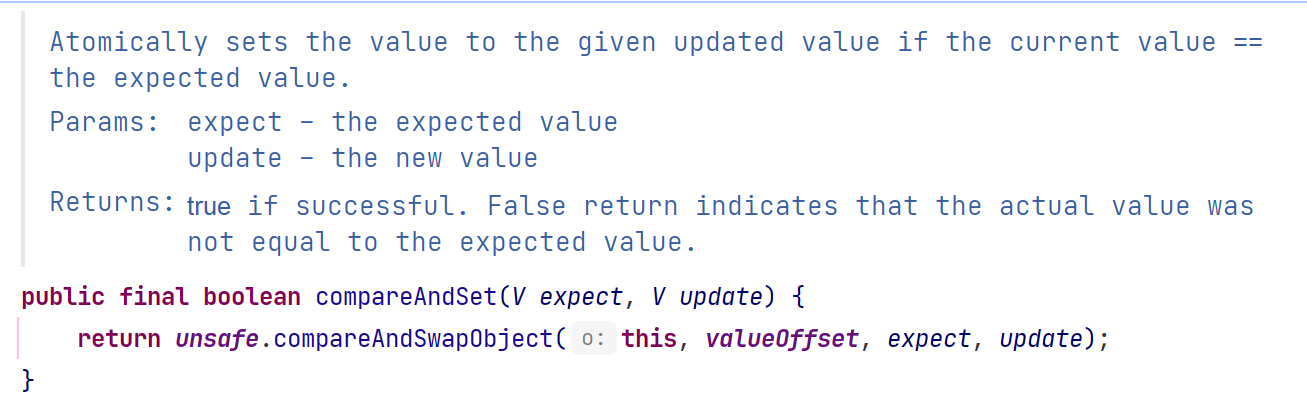 Atomically sets the value to the given updated value if the current value ==
the expected value.
Params: expect – the expected value
update – the new value
Returns: true if successful. False return indicates that the actual value was
not equal to the expected value.
public final boolean compareAndSet(V expect, V update) {
    return unsafe.compareAndSwapObject( o: this, valueOffset, expect, update);
}